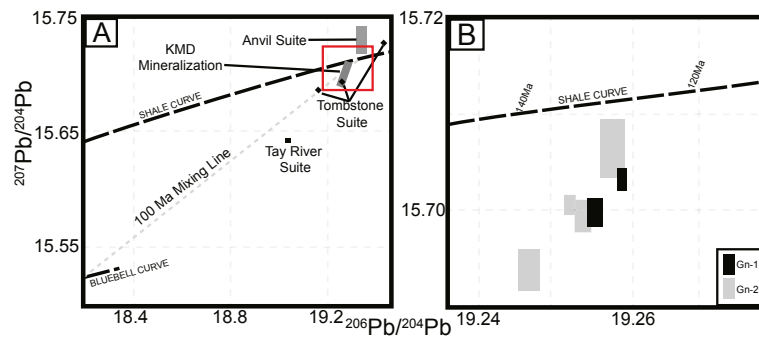 A
15.75
15.65
15.55
207Pb/204Pb
Anvil Suite
KMD
Mineralization
SHALE CURVE
Tombstone
Suite
Tay River
Suite
100 Ma Mixing Line
BLUEBELL CURVE
18.4
18.8
19.2
206Pb/204Pb
B
15.72
15.70
140Ma
SHALE CURVE
120Ma
Gn-1
Gn-2
19.24
19.26